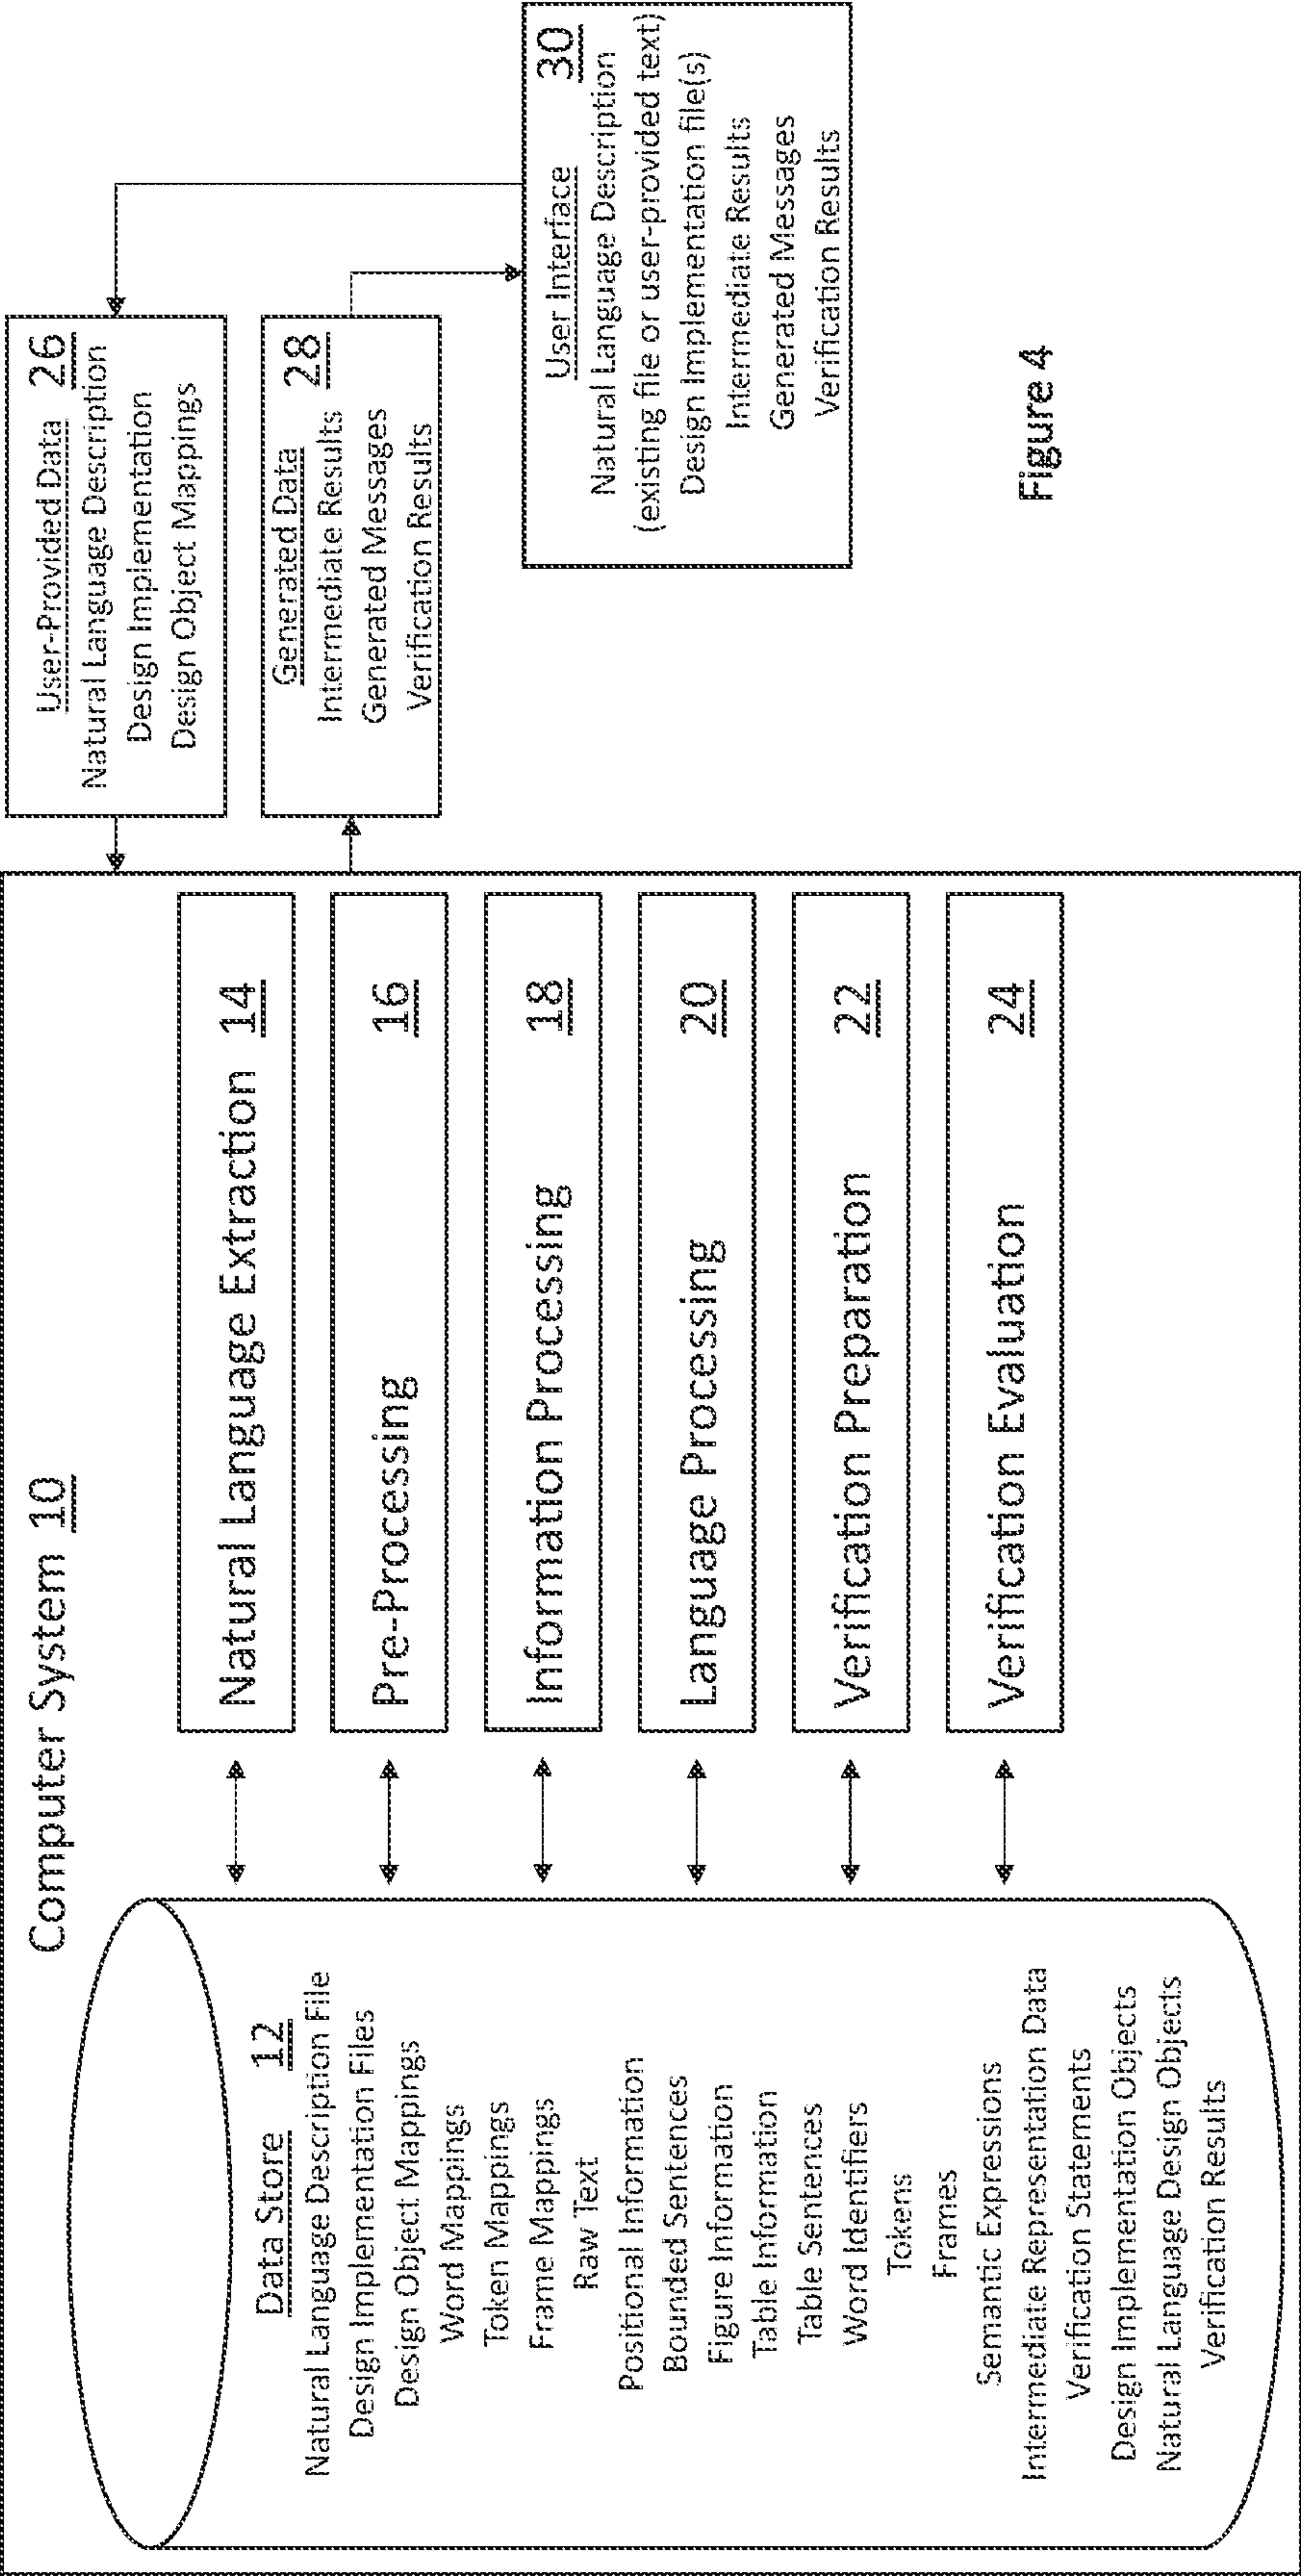 Computer System 10
Data Store 12
Natural Language Description File
Design Implementation Files
Design Object Mappings
Word Mappings
Token Mappings
Frame Mappings
Raw Text
Positional Information
Bounded Sentences
Figure Information
Table Information
Table Sentences
Word Identifiers
Tokens
Frames
Semantic Expressions
Intermediate Representation Data
Verification Statements
Design Implementation Objects
Natural Language Design Objects
Verification Results
Natural Language Extraction 14
Pre-Processing 16
Information Processing 18
Language Processing 20
Verification Preparation 22
Verification Evaluation 24
User-Provided Data 26
Natural Language Description
Design Implementation
Design Object Mappings
Generated Data 28
Intermediate Results
Generated Messages
Verification Results
User Interface 30
Natural Language Description
(existing file or user-provided text)
Design Implementation file(s)
Intermediate Results
Generated Messages
Verification Results
Figure 4